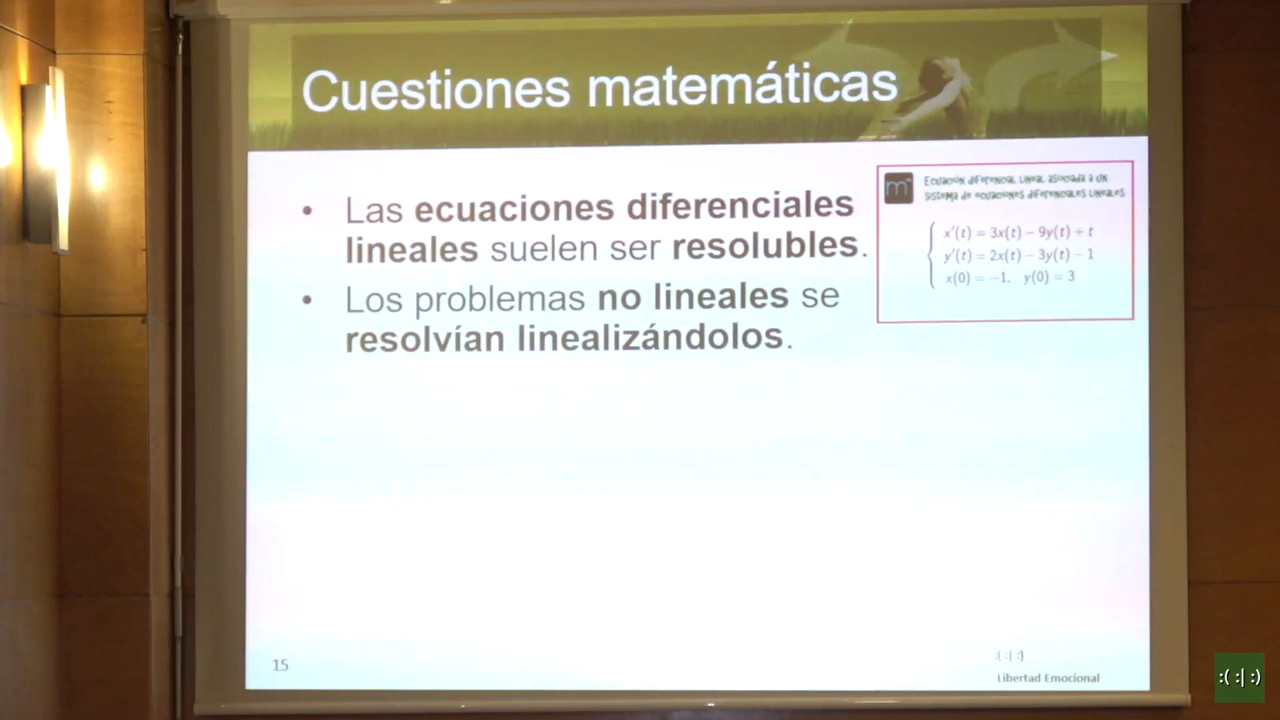 Cuestiones matemáticas
• Las ecuaciones diferenciales
lineales suelen ser resolubles.
• Los problemas no lineales se
resolvían linealizándolos.
m
Ecuación diferencial lineal asociada a un
sistema de ecuaciones diferenciales lineales
x'(t) = 3x(t) − 9y(t) + t
y'(t) = 2x(t) − 3y(t) − 1
x(0) = −1, y(0) = 3
15
:( :| :)
Libertad Emocional
:( :| :)